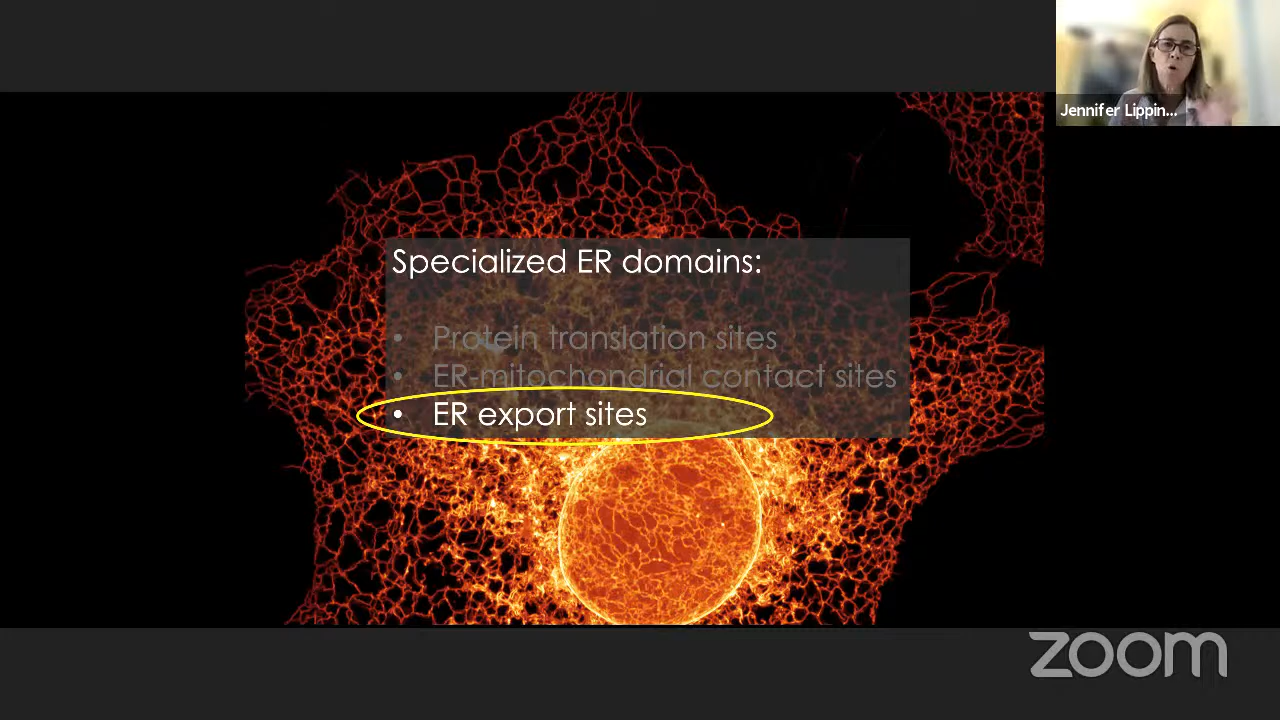 Jennifer Lippin...
Specialized ER domains:
• Protein translation sites
• ER-mitochondrial contact sites
• ER export sites
zoom